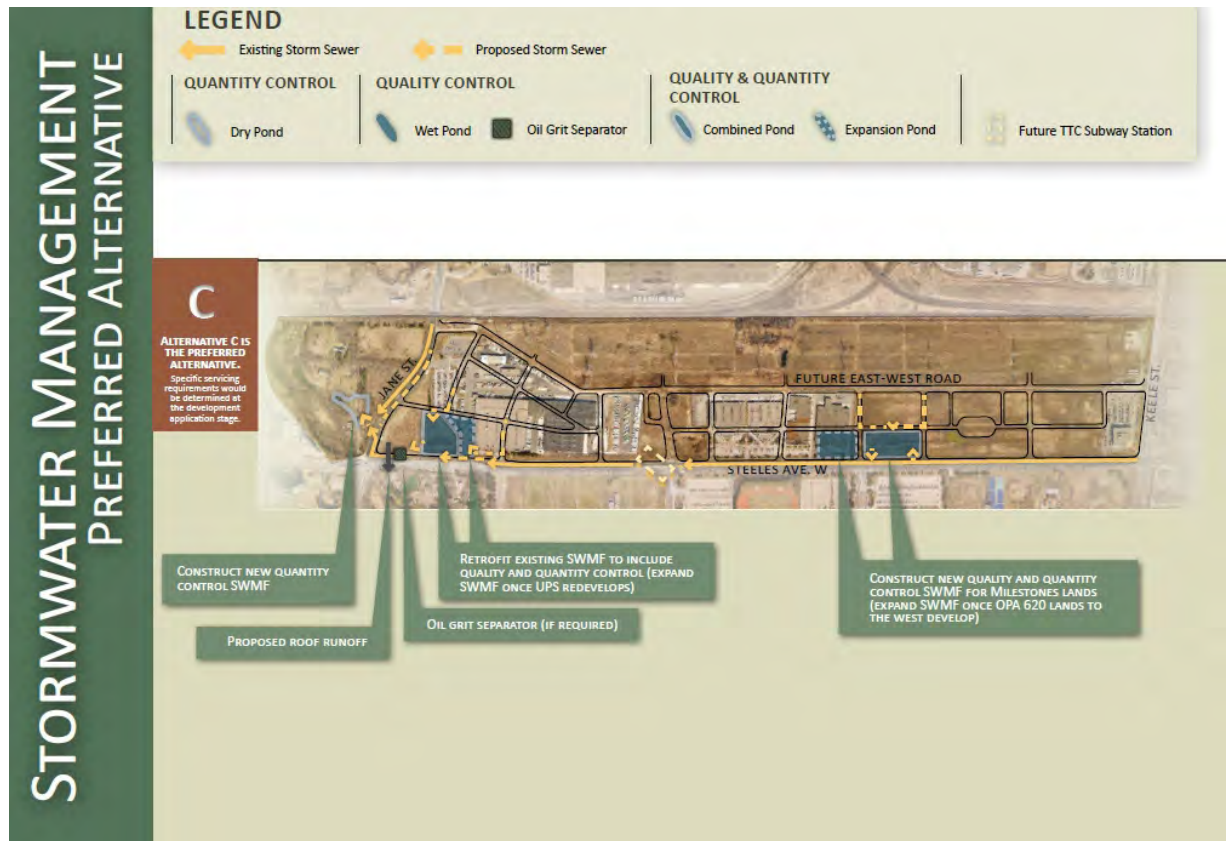 STORMWATER MANAGEMENT
PREFERRED ALTERNATIVE
LEGEND
Existing Storm Sewer
Proposed Storm Sewer
QUANTITY CONTROL
Dry Pond
QUALITY CONTROL
Wet Pond
Oil Grit Separator
QUALITY & QUANTITY
CONTROL
Combined Pond
Expansion Pond
Future TTC Subway Station
C
ALTERNATIVE C IS
THE PREFERRED
ALTERNATIVE.
Specific servicing
requirements would
be determined at
the development
application stage.
JANE ST.
FUTURE EAST-WEST ROAD
KEELE ST.
STEELES AVE. W
CONSTRUCT NEW QUANTITY
CONTROL SWMF
PROPOSED ROOF RUNOFF
OIL GRIT SEPARATOR (IF REQUIRED)
RETROFIT EXISTING SWMF TO INCLUDE
QUALITY AND QUANTITY CONTROL (EXPAND
SWMF ONCE UPS REDEVELOPS)
CONSTRUCT NEW QUALITY AND QUANTITY
CONTROL SWMF FOR MILESTONES LANDS
(EXPAND SWMF ONCE OPA 620 LANDS TO
THE WEST DEVELOP)